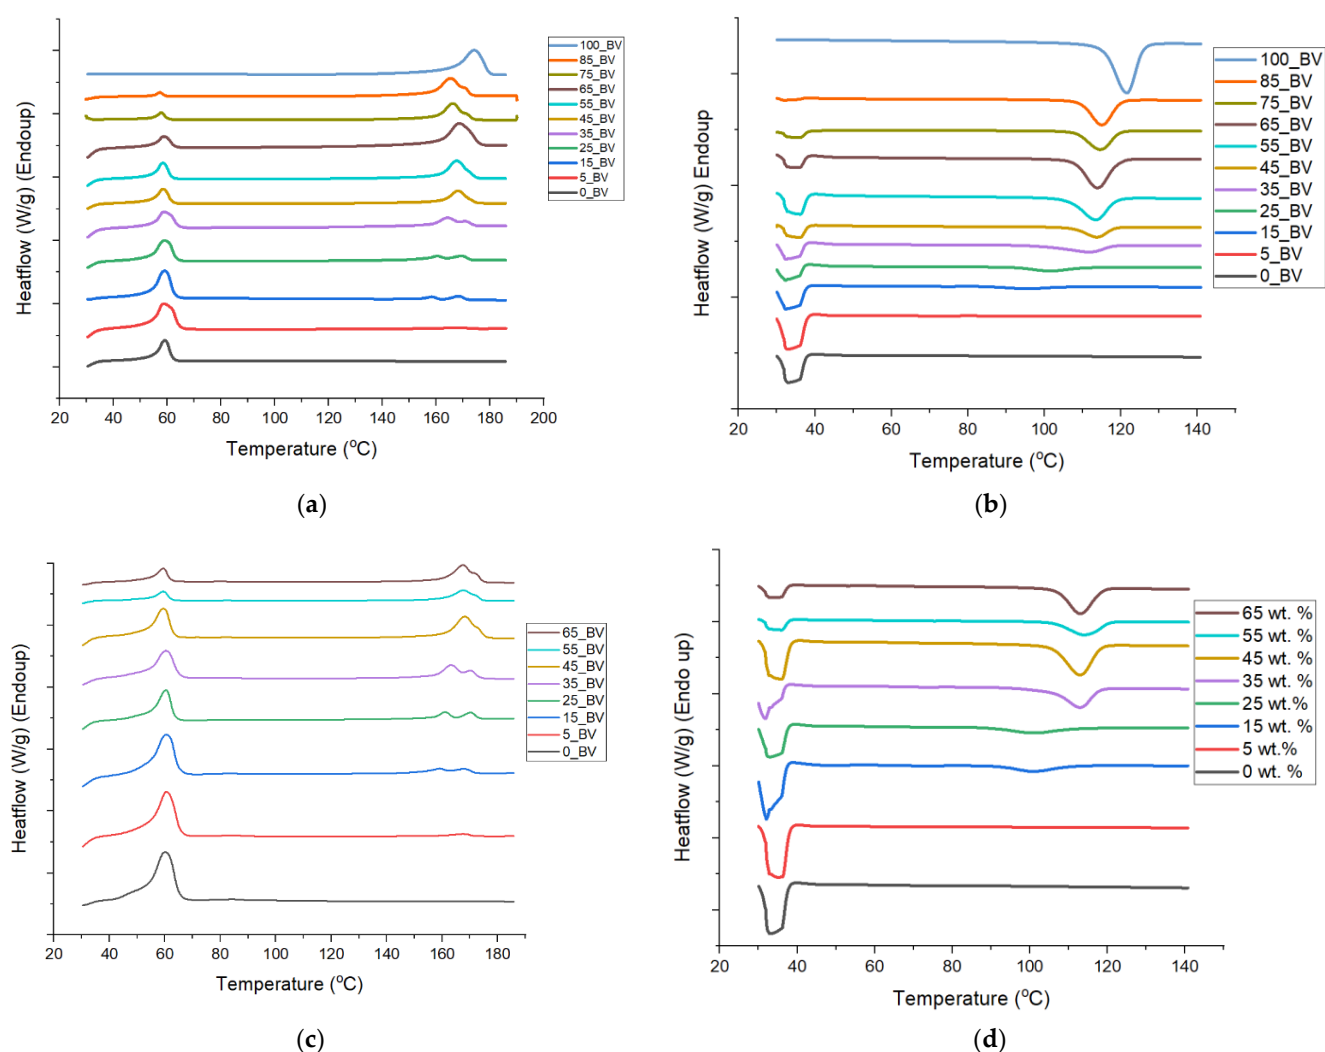 Heatflow (W/g) (Endoup)
100_BV
85_BV
75_BV
65_BV
55_BV
45_BV
35_BV
25_BV
15_BV
5_BV
0_BV
20 40 60 80 100 120 140 160 180 200
Temperature (°C)
(a)
Heatflow (W/g) Endoup
100_BV
85_BV
75_BV
65_BV
55_BV
45_BV
35_BV
25_BV
15_BV
5_BV
0_BV
20 40 60 80 100 120 140
Temperature (°C)
(b)
Heatflow (W/g) (Endoup)
65_BV
55_BV
45_BV
35_BV
25_BV
15_BV
5_BV
0_BV
20 40 60 80 100 120 140 160 180
Temperature (°C)
(c)
Heatflow (W/g) (Endo up)
65 wt. %
55 wt. %
45 wt. %
35 wt. %
25 wt.%
15 wt. %
5 wt.%
0 wt. %
20 40 60 80 100 120 140
Temperature (°C)
(d)